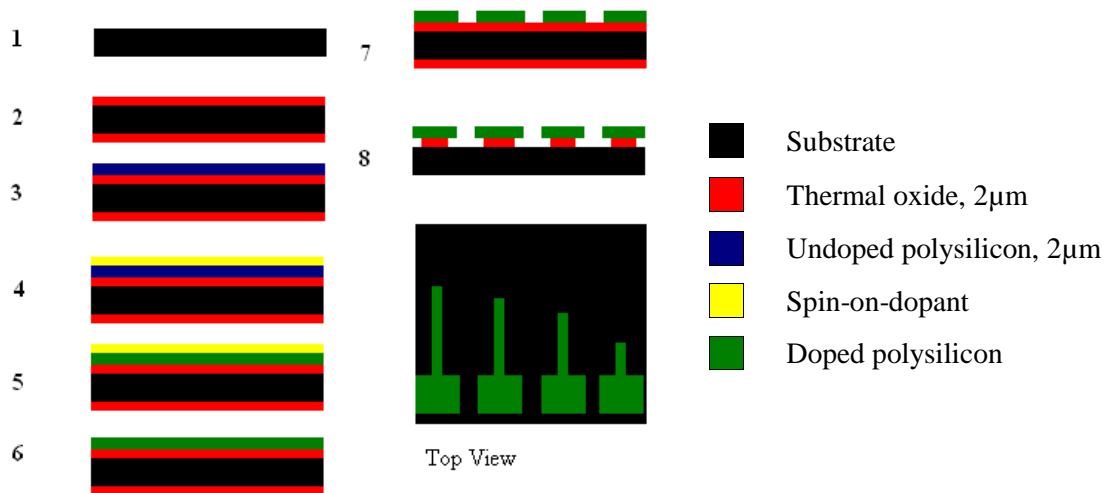 1
2
3
4
5
6
7
8
Top View
Substrate
Thermal oxide, 2µm
Undoped polysilicon, 2µm
Spin-on-dopant
Doped polysilicon